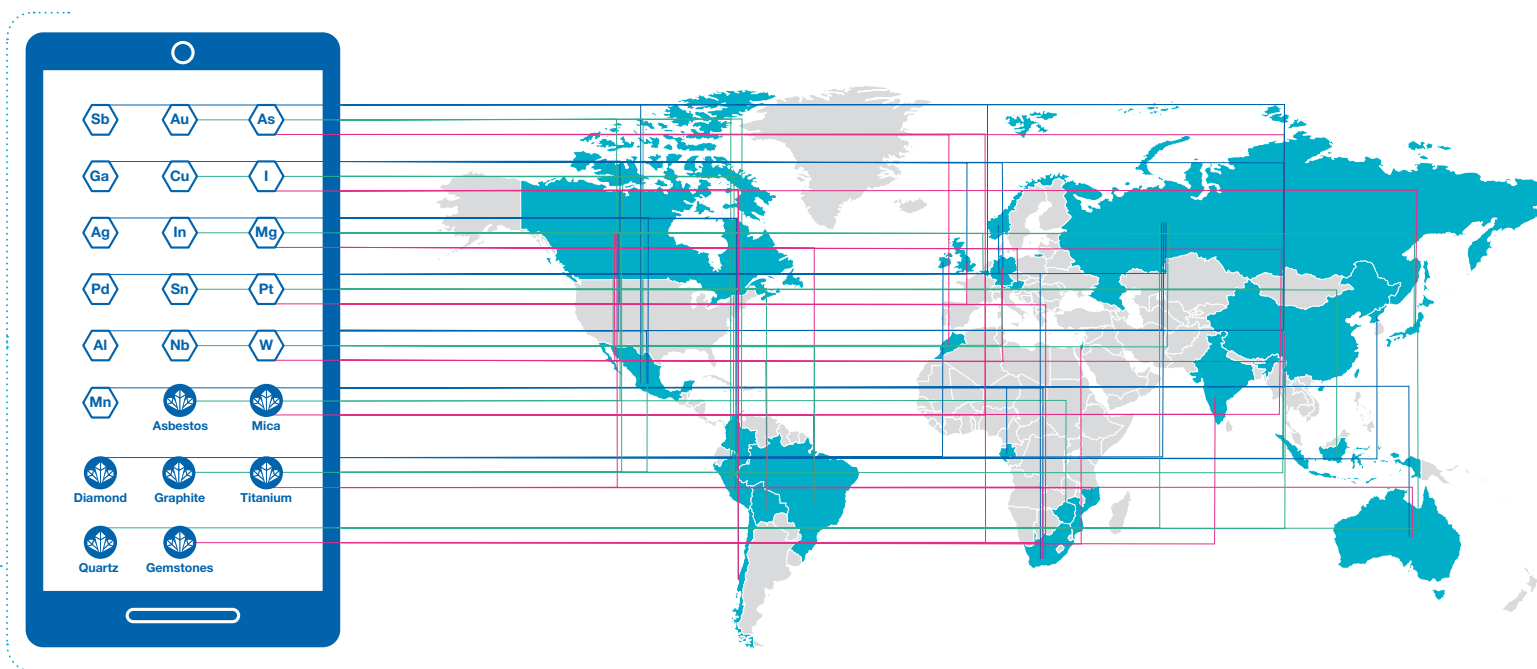 Sb Au As
Ga Cu I
Ag In Mg
Pd Sn Pt
Al Nb W
Mn
Asbestos Mica
Diamond Graphite Titanium
Quartz Gemstones